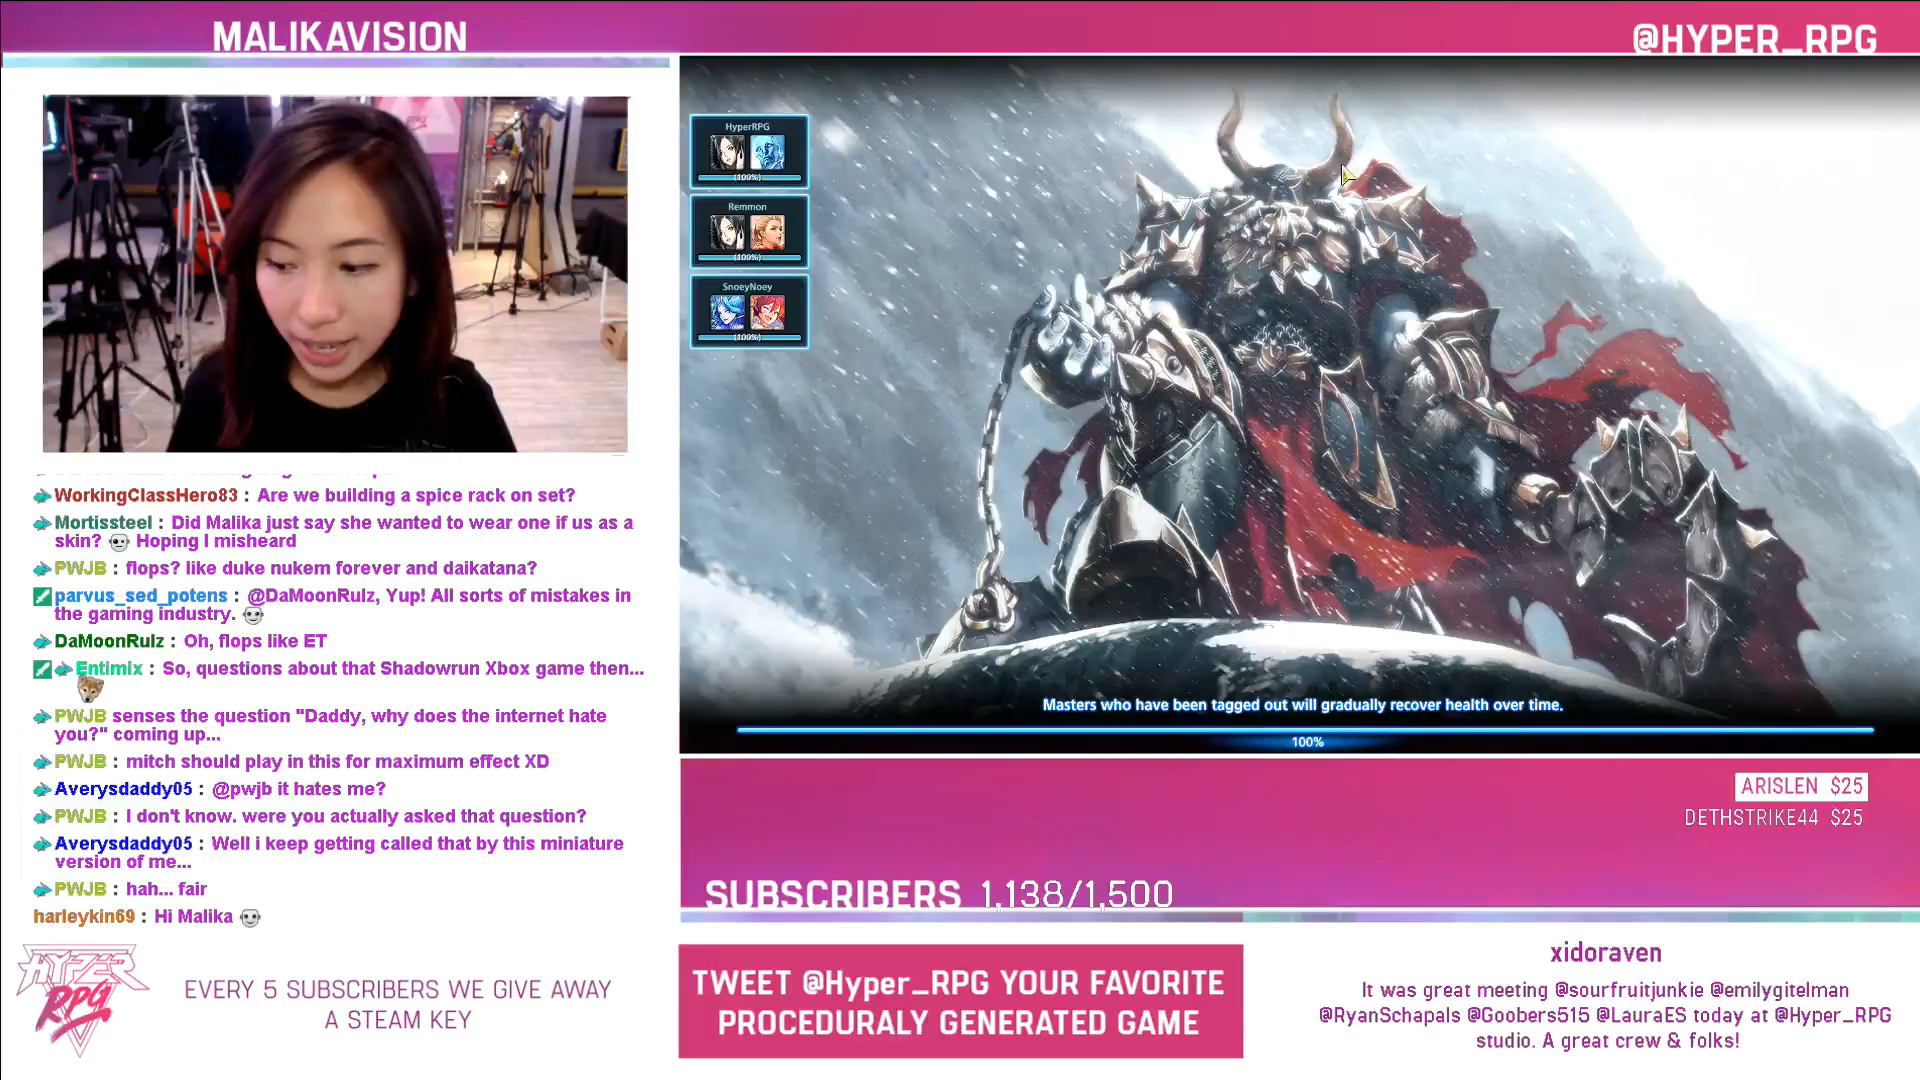 MALIKAVISION
@HYPER_RPG
HyperRPG
(100%)
Remmon
(100%)
SnoeyNoey
(100%)
WorkingClassHero83 : Are we building a spice rack on set?
Mortissteel : Did Malika just say she wanted to wear one if us as a
skin? Hoping I misheard
PWJB : flops? like duke nukem forever and daikatana?
parvus_sed_potens : @DaMoonRulz, Yup! All sorts of mistakes in
the gaming industry.
DaMoonRulz : Oh, flops like ET
Entimix : So, questions about that Shadowrun Xbox game then...
PWJB senses the question "Daddy, why does the internet hate
you?" coming up...
PWJB : mitch should play in this for maximum effect XD
Averysdaddy05 : @pwjb it hates me?
PWJB : I don't know. were you actually asked that question?
Averysdaddy05 : Well i keep getting called that by this miniature
version of me...
PWJB : hah... fair
harleykin69 : Hi Malika
Masters who have been tagged out will gradually recover health over time.
100%
ARISLEN $25
DETHSTRIKE44 $25
SUBSCRIBERS 1,138/1,500
HYPER
RPG
EVERY 5 SUBSCRIBERS WE GIVE AWAY
A STEAM KEY
TWEET @Hyper_RPG YOUR FAVORITE
PROCEDURALY GENERATED GAME
xidoraven
It was great meeting @sourfruitjunkie @emilygitelman
@RyanSchapals @Goobers515 @LauraES today at @Hyper_RPG
studio. A great crew & folks!